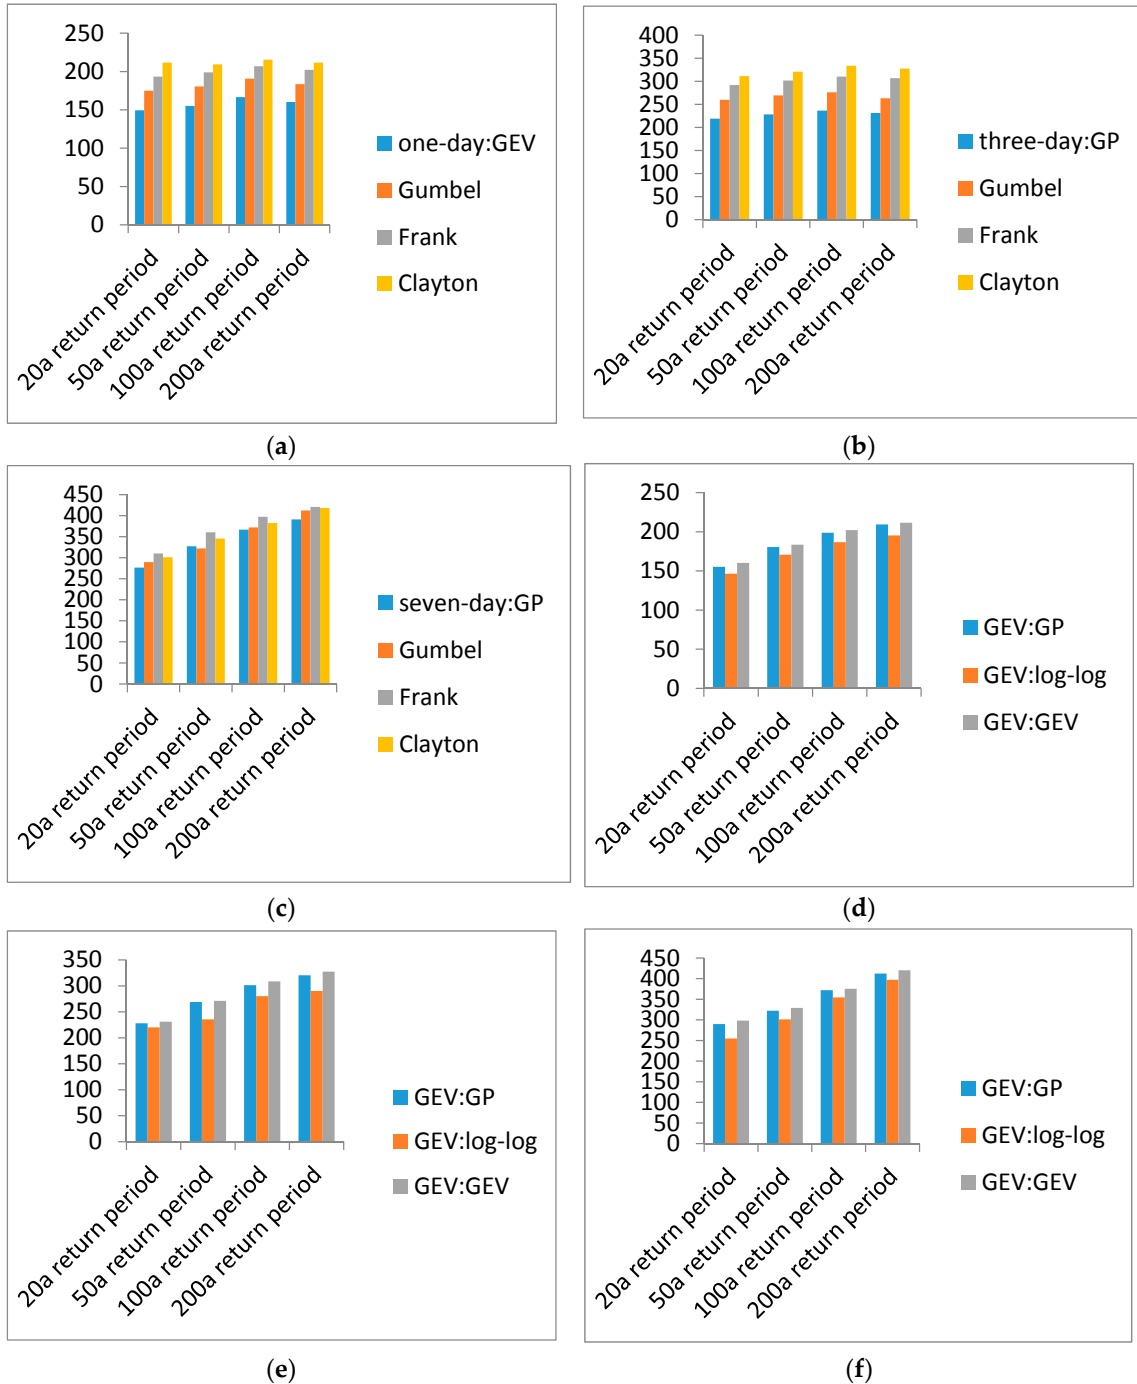 250
200
150
100
50
0
20a return period
50a return period
100a return period
200a return period
one-day:GEV
Gumbel
Frank
Clayton
(a)
400
350
300
250
200
150
100
50
0
20a return period
50a return period
100a return period
200a return period
three-day:GP
Gumbel
Frank
Clayton
(b)
450
400
350
300
250
200
150
100
50
0
20a return period
50a return period
100a return period
200a return period
seven-day:GP
Gumbel
Frank
Clayton
(c)
250
200
150
100
50
0
20a return period
50a return period
100a return period
200a return period
GEV:GP
GEV:log-log
GEV:GEV
(d)
350
300
250
200
150
100
50
0
20a return period
50a return period
100a return period
200a return period
GEV:GP
GEV:log-log
GEV:GEV
(e)
450
400
350
300
250
200
150
100
50
0
20a return period
50a return period
100a return period
200a return period
GEV:GP
GEV:log-log
GEV:GEV
(f)